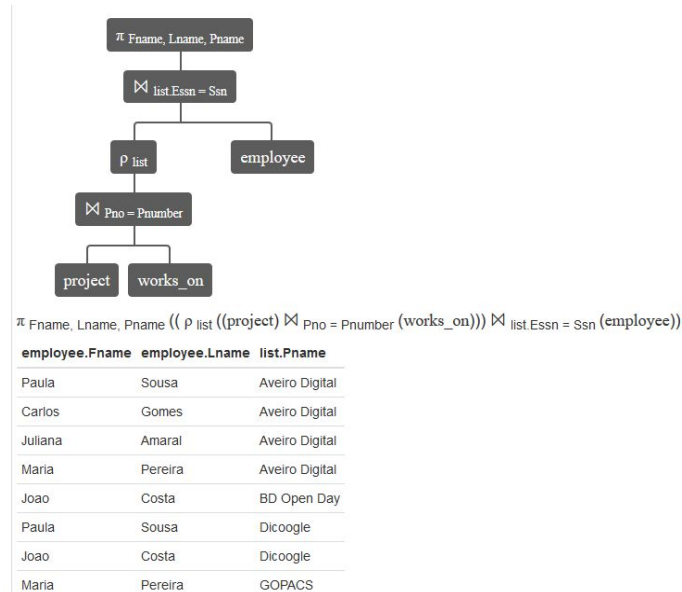 π Fname, Lname, Pname
⋈ list.Essn = Ssn
ρ list
employee
⋈ Pno = Pnumber
project
works_on
π Fname, Lname, Pname (( ρ list ((project) ⋈ Pno = Pnumber (works_on))) ⋈ list.Essn = Ssn (employee))
employee.Fname employee.Lname list.Pname
Paula Sousa Aveiro Digital
Carlos Gomes Aveiro Digital
Juliana Amaral Aveiro Digital
Maria Pereira Aveiro Digital
Joao Costa BD Open Day
Paula Sousa Dicoogle
Joao Costa Dicoogle
Maria Pereira GOPACS